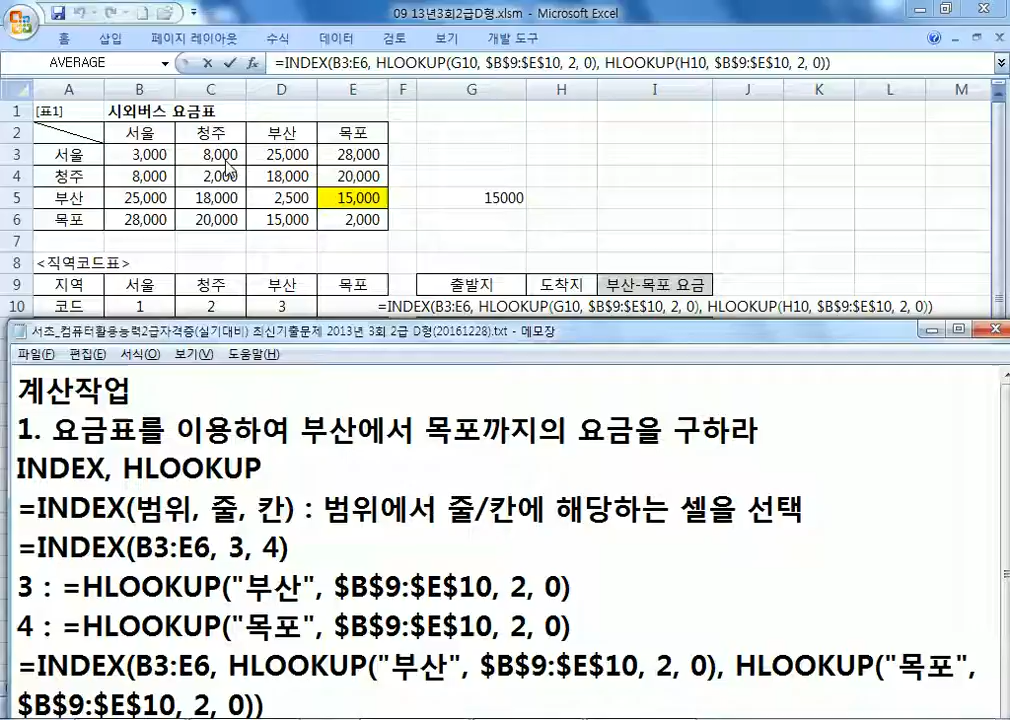 09 13년3회2급D형.xlsm - Microsoft Excel
홈 삽입 페이지 레이아웃 수식 데이터 검토 보기 개발 도구
AVERAGE =INDEX(B3:E6, HLOOKUP(G10, $B$9:$E$10, 2, 0), HLOOKUP(H10, $B$9:$E$10, 2, 0))
A B C D E F G H I J K L M
1 [표1] 시외버스 요금표
2 서울 청주 부산 목포
3 서울 3,000 8,000 25,000 28,000
4 청주 8,000 2,000 18,000 20,000
5 부산 25,000 18,000 2,500 15,000 15000
6 목포 28,000 20,000 15,000 2,000
7
8 <직역코드표>
9 지역 서울 청주 부산 목포 출발지 도착지 부산-목포 요금
10 코드 1 2 3 =INDEX(B3:E6, HLOOKUP(G10, $B$9:$E$10, 2, 0), HLOOKUP(H10, $B$9:$E$10, 2, 0))
서초_컴퓨터활용능력2급자격증(실기대비) 최신기출문제 2013년 3회 2급 D형(20161228).txt - 메모장
파일(F) 편집(E) 서식(O) 보기(V) 도움말(H)
계산작업
1. 요금표를 이용하여 부산에서 목포까지의 요금을 구하라
INDEX, HLOOKUP
=INDEX(범위, 줄, 칸) : 범위에서 줄/칸에 해당하는 셀을 선택
=INDEX(B3:E6, 3, 4)
3 : =HLOOKUP("부산", $B$9:$E$10, 2, 0)
4 : =HLOOKUP("목포", $B$9:$E$10, 2, 0)
=INDEX(B3:E6, HLOOKUP("부산", $B$9:$E$10, 2, 0), HLOOKUP("목포",
$B$9:$E$10, 2, 0))